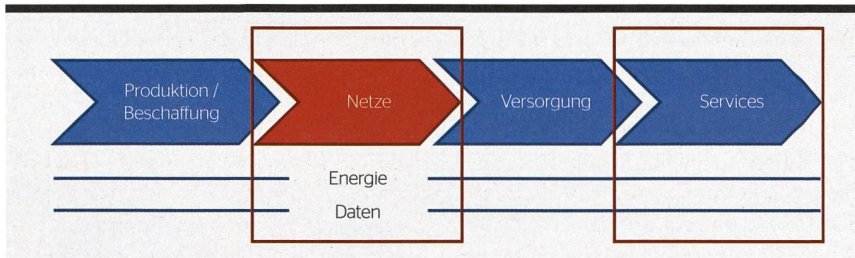 Produktion /
Beschaffung
Netze
Versorgung
Services
Energie
Daten